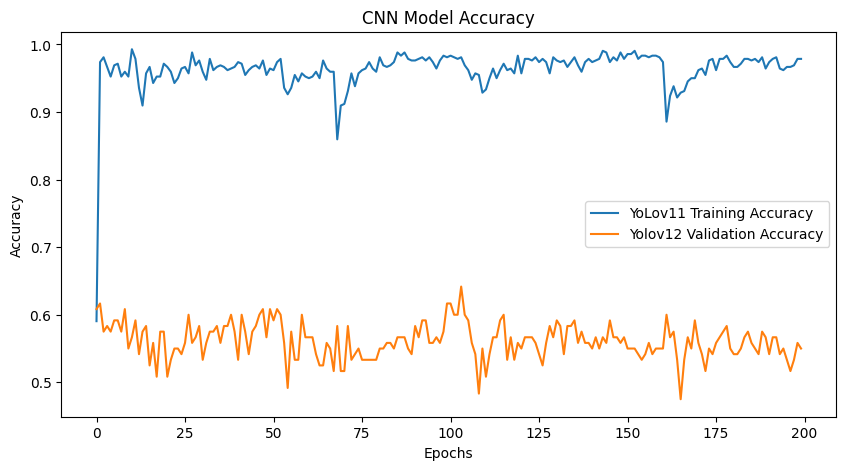 CNN Model Accuracy
Accuracy
1.0
0.9
0.8
0.7
0.6
0.5
YoLov11 Training Accuracy
Yolov12 Validation Accuracy
0 25 50 75 100 125 150 175 200
Epochs